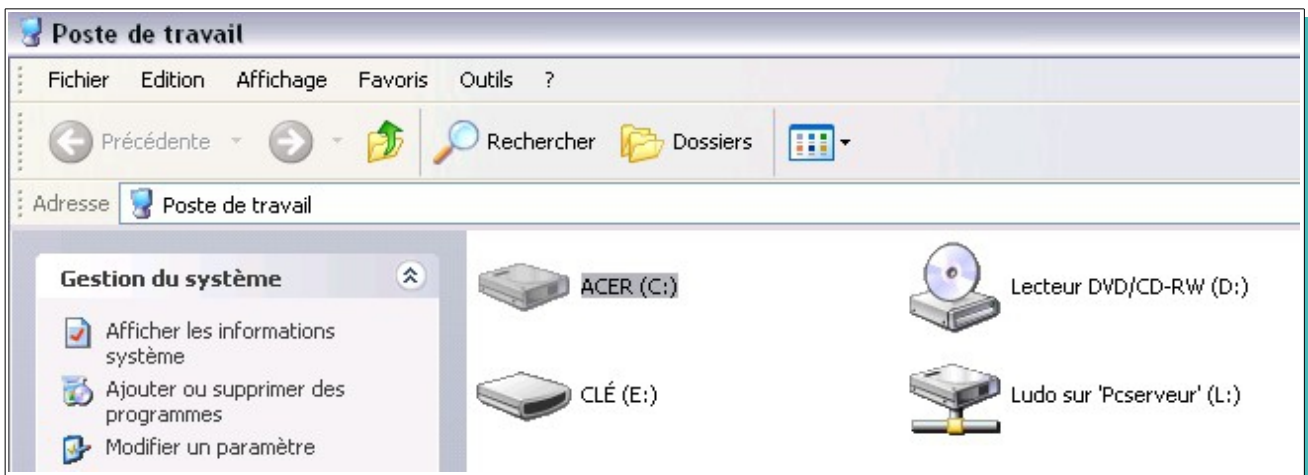 Poste de travail
Fichier Edition Affichage Favoris Outils ?
Précédente Rechercher Dossiers
Adresse Poste de travail
Gestion du système
Afficher les informations
système
Ajouter ou supprimer des
programmes
Modifier un paramètre
ACER (C:)
Lecteur DVD/CD-RW (D:)
CLÉ (E:)
Ludo sur 'Pcserveur' (L:)